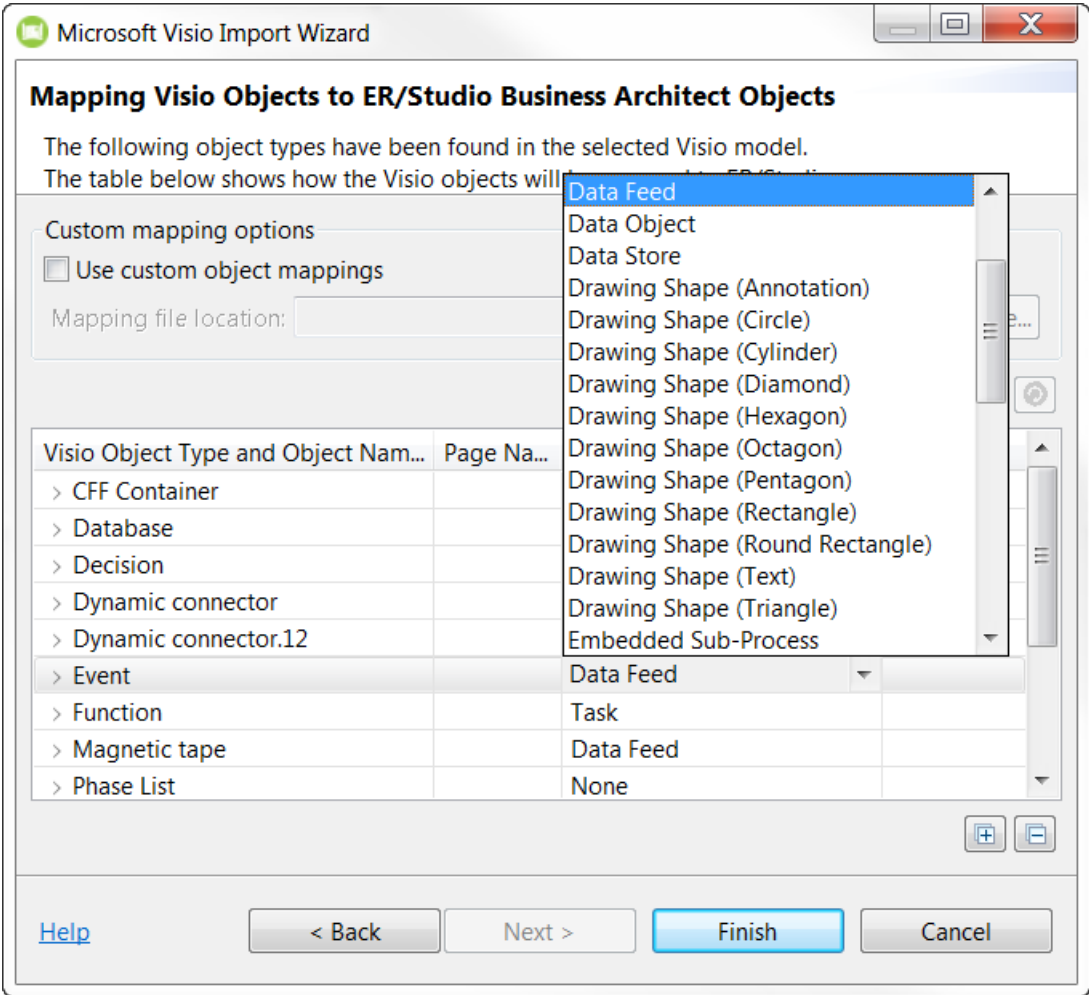 Microsoft Visio Import Wizard
Mapping Visio Objects to ER/Studio Business Architect Objects
The following object types have been found in the selected Visio model.
The table below shows how the Visio objects will
Data Feed
Data Object
Data Store
Drawing Shape (Annotation)
Drawing Shape (Circle)
Drawing Shape (Cylinder)
Drawing Shape (Diamond)
Drawing Shape (Hexagon)
Drawing Shape (Octagon)
Drawing Shape (Pentagon)
Drawing Shape (Rectangle)
Drawing Shape (Round Rectangle)
Drawing Shape (Text)
Drawing Shape (Triangle)
Embedded Sub-Process
Custom mapping options
Use custom object mappings
Mapping file location:
e...
Visio Object Type and Object Nam... Page Na...
CFF Container
Database
Decision
Dynamic connector
Dynamic connector.12
Event Data Feed
Function Task
Magnetic tape Data Feed
Phase List None
Help < Back Next > Finish Cancel